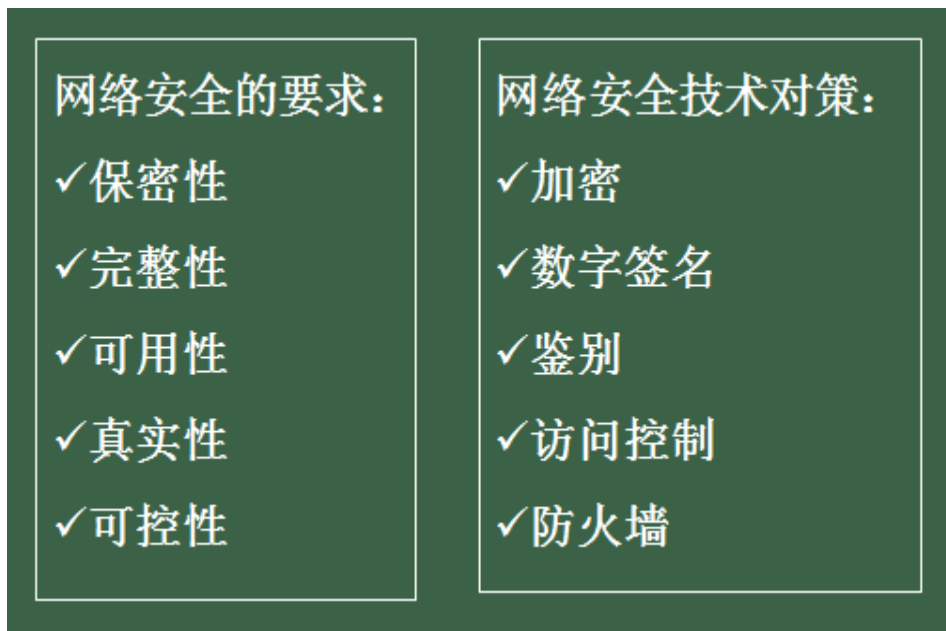 网络安全的要求：
✓保密性
✓完整性
✓可用性
✓真实性
✓可控性
网络安全技术对策：
✓加密
✓数字签名
✓鉴别
✓访问控制
✓防火墙